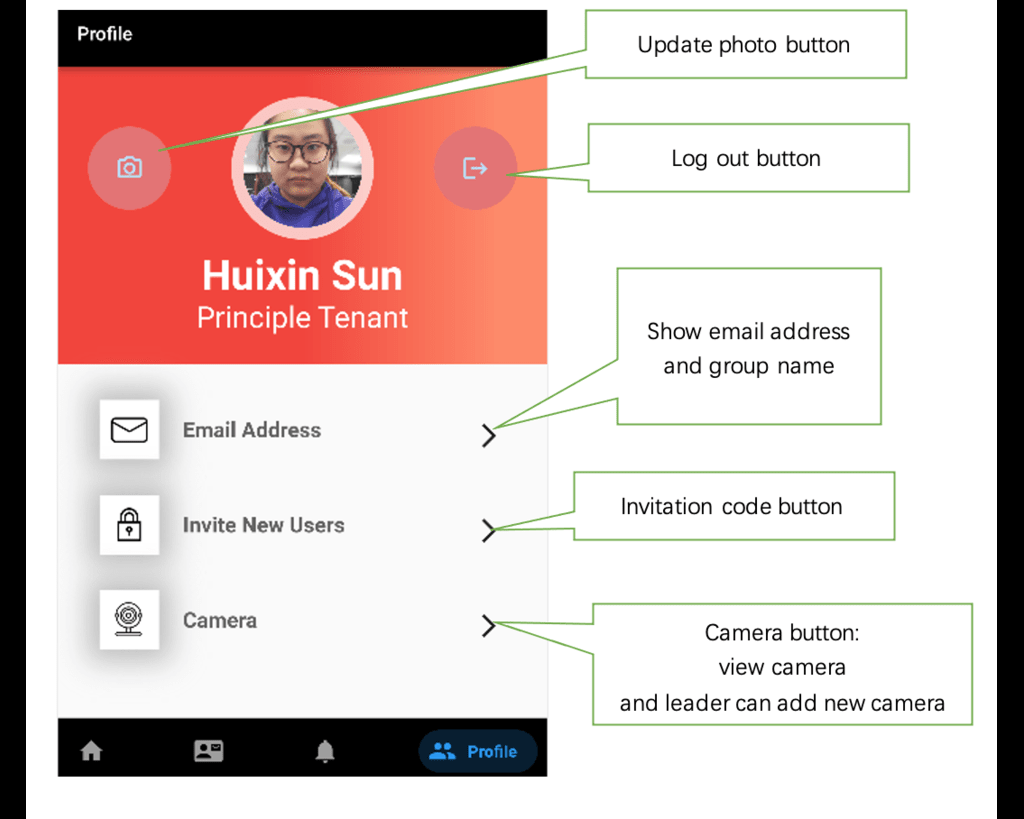 Profile
Update photo button
Log out button
Huixin Sun
Principle Tenant
Show email address
and group name
Email Address
Invitation code button
Invite New Users
Camera
Camera button:
view camera
and leader can add new camera
Profile